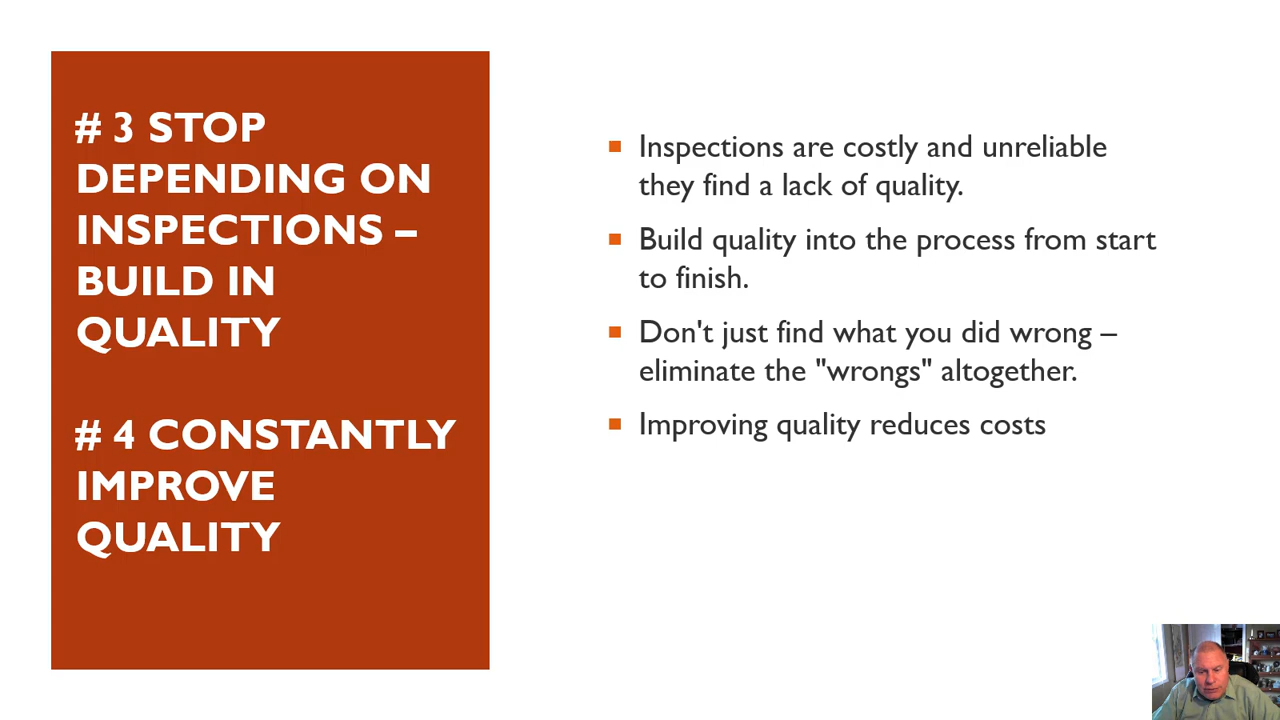 # 3 STOP
DEPENDING ON
INSPECTIONS –
BUILD IN
QUALITY
# 4 CONSTANTLY
IMPROVE
QUALITY
Inspections are costly and unreliable
they find a lack of quality.
Build quality into the process from start
to finish.
Don't just find what you did wrong –
eliminate the "wrongs" altogether.
Improving quality reduces costs